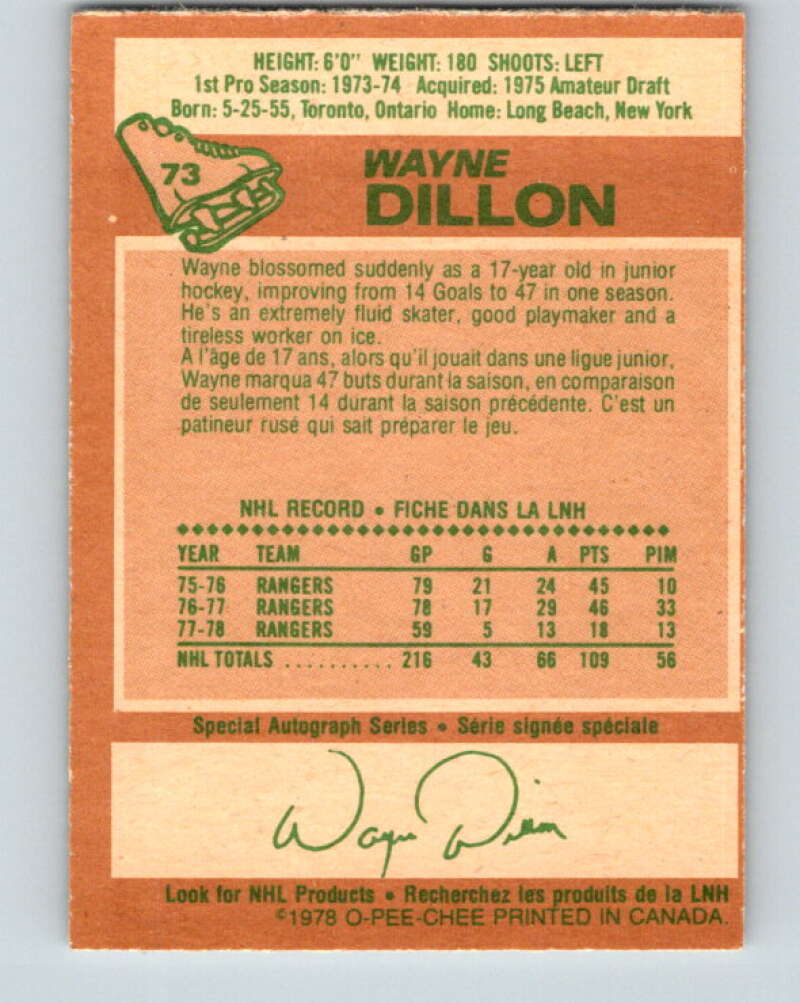 HEIGHT: 6'0" WEIGHT: 180 SHOOTS: LEFT
1st Pro Season: 1973-74 Acquired: 1975 Amateur Draft
Born: 5-25-55, Toronto, Ontario Home: Long Beach, New York
73
WAYNE
DILLON
Wayne blossomed suddenly as a 17-year old in junior
hockey, improving from 14 Goals to 47 in one season.
He's an extremely fluid skater, good playmaker and a
tireless worker on ice.
A l'âge de 17 ans, alors qu'il jouait dans une ligue junior,
Wayne marqua 47 buts durant la saison, en comparaison
de seulement 14 durant la saison précédente. C'est un
patineur rusé qui sait préparer le jeu.
NHL RECORD • FICHE DANS LA LNH
YEAR TEAM GP G A PTS PIM
75-76 RANGERS 79 21 24 45 10
76-77 RANGERS 78 17 29 46 33
77-78 RANGERS 59 5 13 18 13
NHL TOTALS .......... 216 43 66 109 56
Special Autograph Series • Série signée spéciale
Wayne Dillon
Look for NHL Products • Recherchez les produits de la LNH
©1978 O-PEE-CHEE PRINTED IN CANADA.